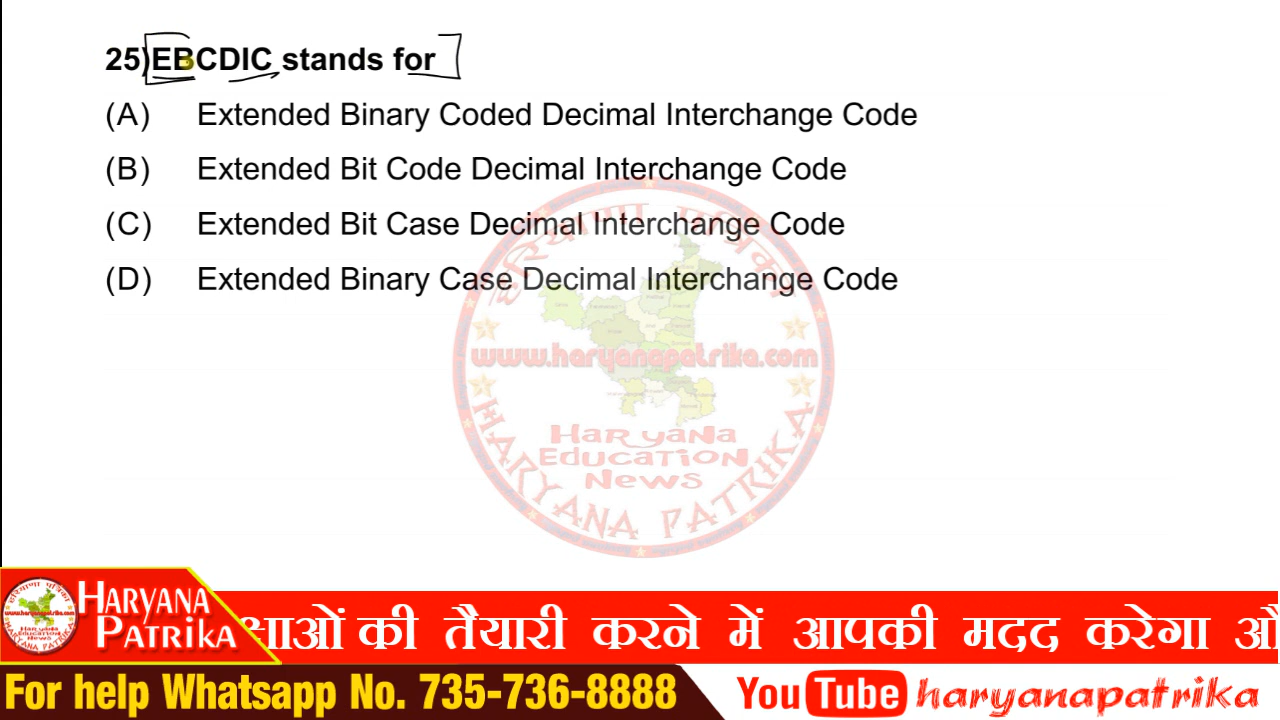 25)EBCDIC stands for
(A) Extended Binary Coded Decimal Interchange Code
(B) Extended Bit Code Decimal Interchange Code
(C) Extended Bit Case Decimal Interchange Code
(D) Extended Binary Case Decimal Interchange Code
हरियाणा पत्रिका
www.haryanapatrika.com
HARYANA
EDUCATION
NEWS
HARYANA PATRIKA
HARYANA
PATRIKA
की तैयारी करने में आपकी मदद करेगा
For help Whatsapp No. 735-736-8888
YouTube haryanapatrika